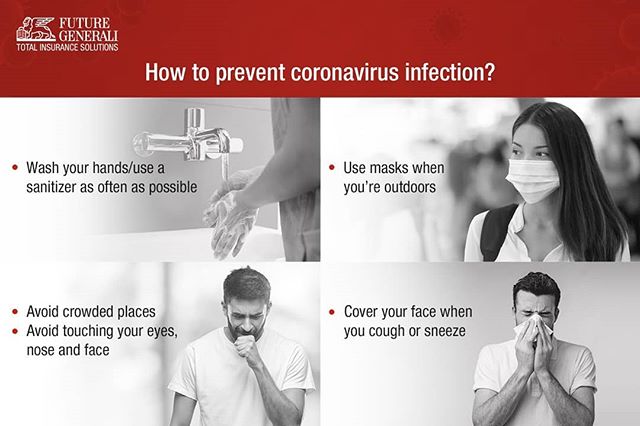 FUTURE
GENERALI
TOTAL INSURANCE SOLUTIONS
How to prevent coronavirus infection?
• Wash your hands/use a
sanitizer as often as possible
• Use masks when
you're outdoors
• Avoid crowded places
• Avoid touching your eyes,
nose and face
• Cover your face when
you cough or sneeze